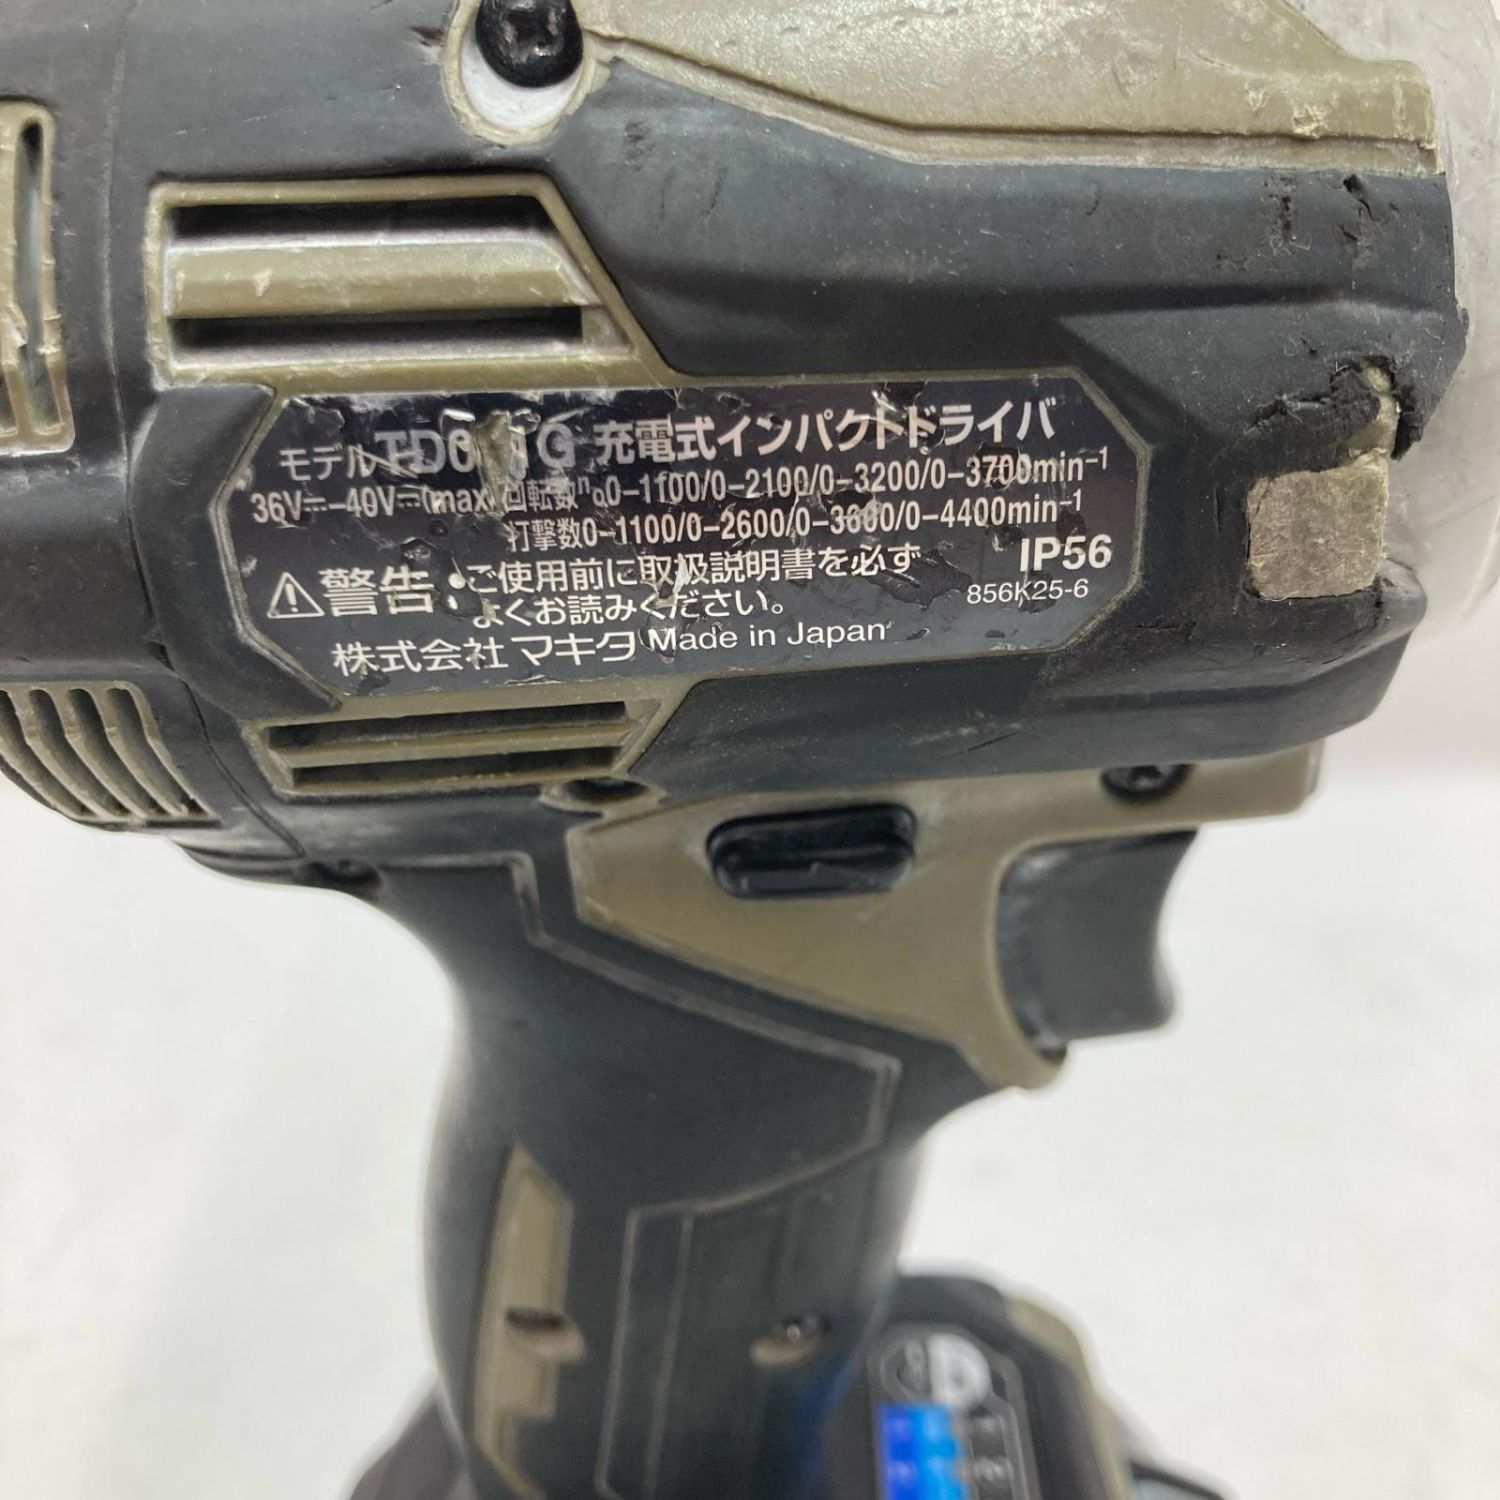 モデル 充電式インパクトドライバ
36V⎓-40V⎓(max) 回転数 0-1100/0-2100/0-3200/0-3700min⁻¹
打撃数0-1100/0-2600/0-3600/0-4400min⁻¹
⚠警告:・ご使用前に取扱説明書を必ず IP56
よくお読みください。 856K25-6
株式会社 マキタ Made in Japan